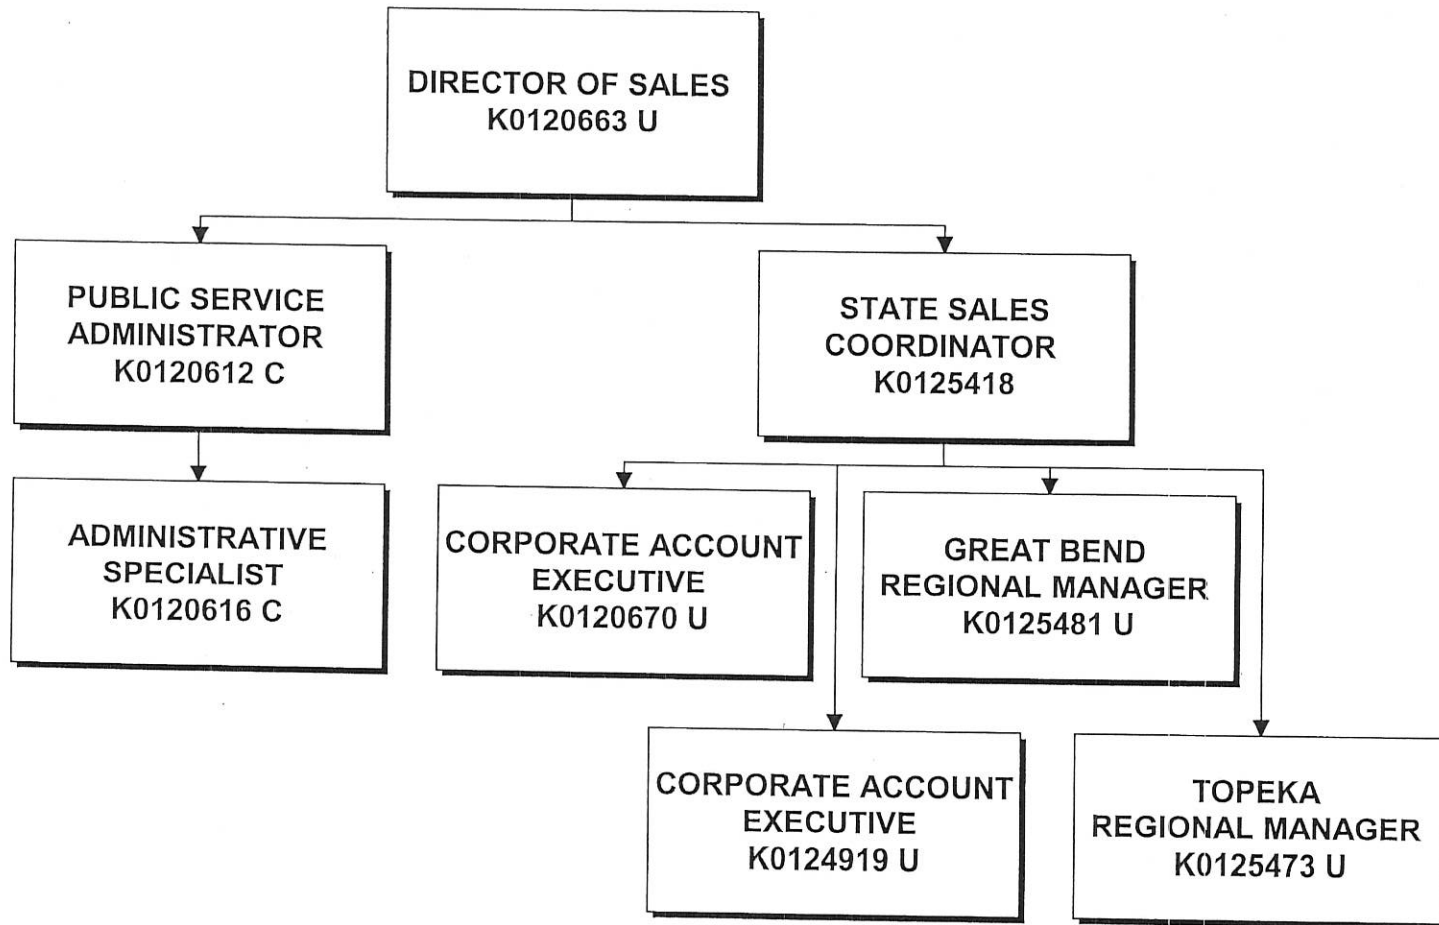 DIRECTOR OF SALES
K0120663 U
PUBLIC SERVICE
ADMINISTRATOR
K0120612 C
STATE SALES
COORDINATOR
K0125418
ADMINISTRATIVE
SPECIALIST
K0120616 C
CORPORATE ACCOUNT
EXECUTIVE
K0120670 U
GREAT BEND
REGIONAL MANAGER
K0125481 U
CORPORATE ACCOUNT
EXECUTIVE
K0124919 U
TOPEKA
REGIONAL MANAGER
K0125473 U